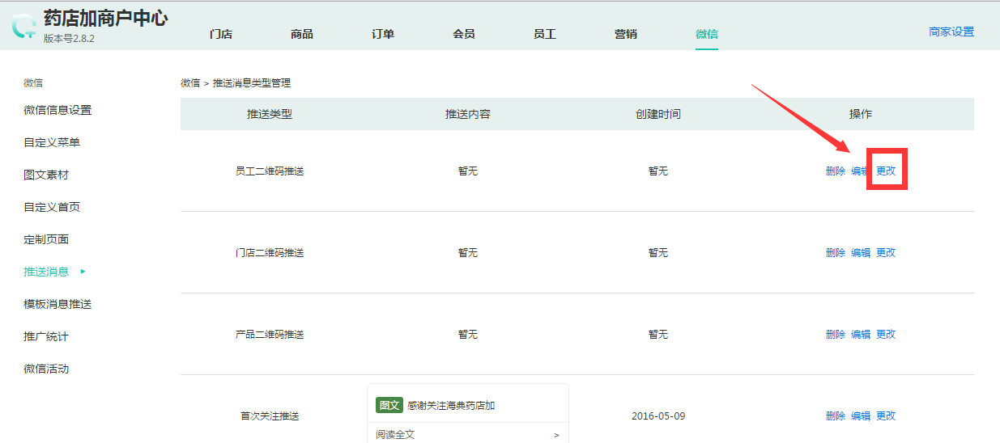 药店加商户中心
版本号2.8.2
门店 商品 订单 会员 员工 营销 微信 商家设置
微信
微信信息设置
自定义菜单
图文素材
自定义首页
定制页面
推送消息
模板消息推送
推广统计
微信活动
微信 > 推送消息类型管理
推送类型 推送内容 创建时间 操作
员工二维码推送 暂无 暂无 删除 编辑 更改
门店二维码推送 暂无 暂无 删除 编辑 更改
产品二维码推送 暂无 暂无 删除 编辑 更改
首次关注推送 图文 感谢关注海典药店加 2016-05-09 删除 编辑 更改
阅读全文 >